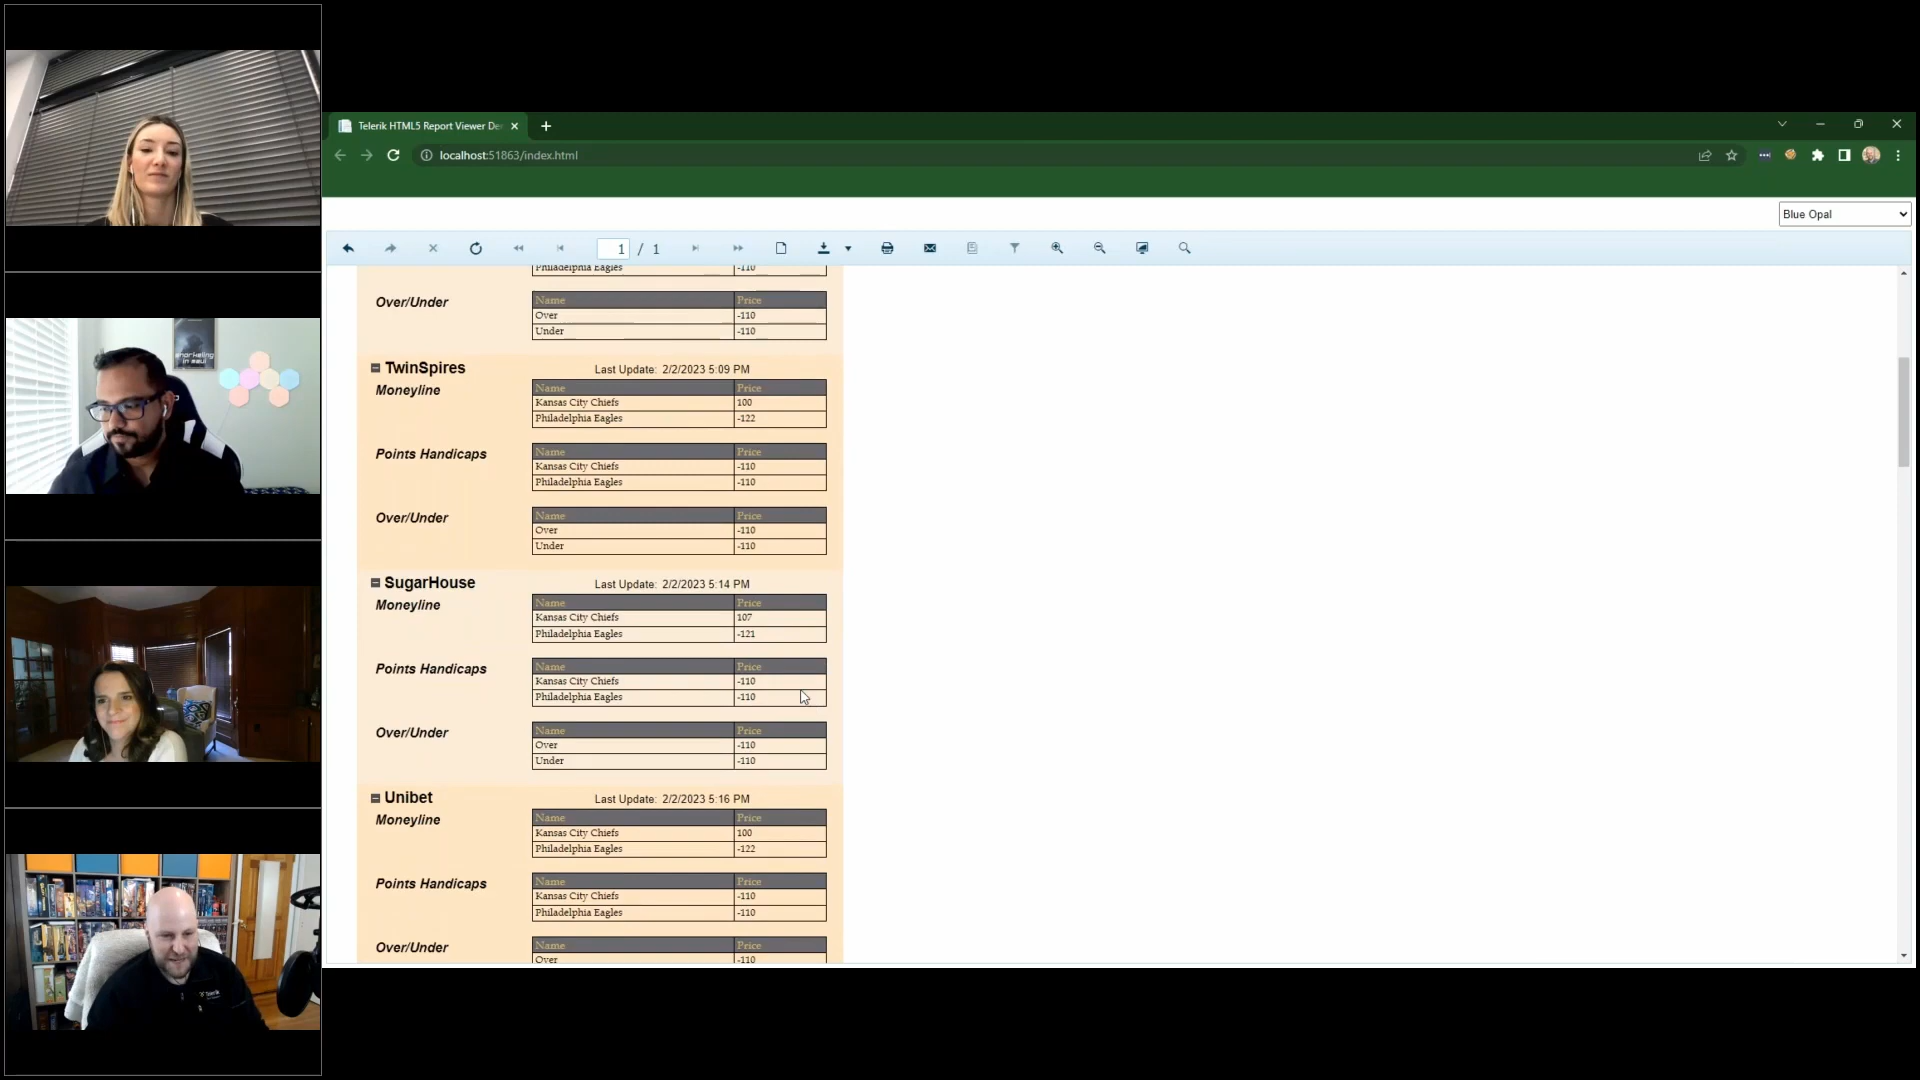 Telerik HTML5 Report Viewer De
localhost:51863/index.html
Blue Opal
1 / 1
Philadelphia Eagles -110
Over/Under Name Price
Over -110
Under -110
TwinSpires Last Update: 2/2/2023 5:09 PM
Moneyline Name Price
Kansas City Chiefs 100
Philadelphia Eagles -122
Points Handicaps Name Price
Kansas City Chiefs -110
Philadelphia Eagles -110
Over/Under Name Price
Over -110
Under -110
SugarHouse Last Update: 2/2/2023 5:14 PM
Moneyline Name Price
Kansas City Chiefs 107
Philadelphia Eagles -121
Points Handicaps Name Price
Kansas City Chiefs -110
Philadelphia Eagles -110
Over/Under Name Price
Over -110
Under -110
Unibet Last Update: 2/2/2023 5:16 PM
Moneyline Name Price
Kansas City Chiefs 100
Philadelphia Eagles -122
Points Handicaps Name Price
Kansas City Chiefs -110
Philadelphia Eagles -110
Over/Under Name Price
Over -110
snorkeling
in maui